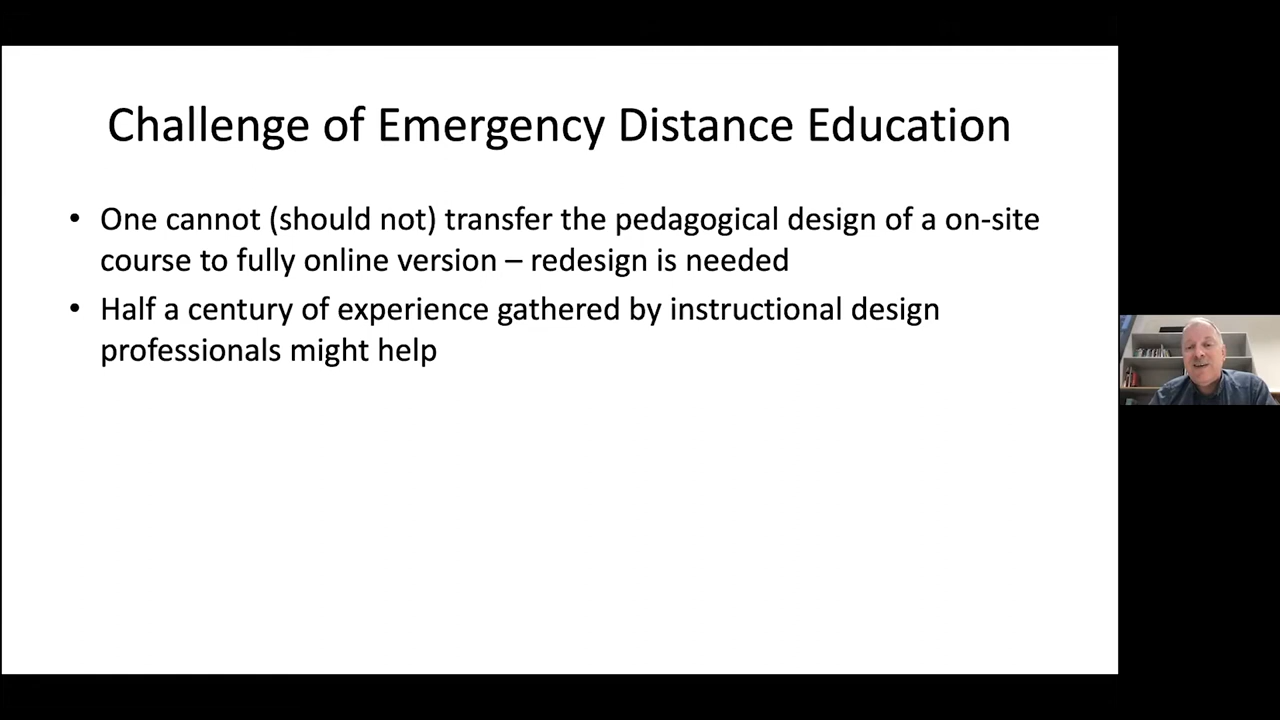 Challenge of Emergency Distance Education
• One cannot (should not) transfer the pedagogical design of a on-site
course to fully online version – redesign is needed
• Half a century of experience gathered by instructional design
professionals might help